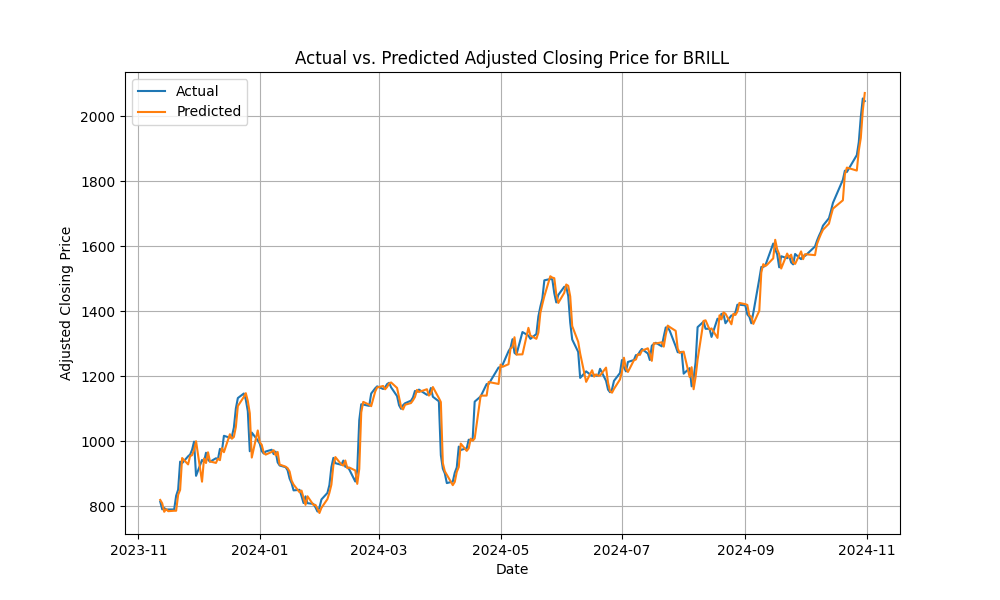 Actual vs. Predicted Adjusted Closing Price for BRILL
Actual
Predicted
Adjusted Closing Price
2000
1800
1600
1400
1200
1000
800
2023-11 2024-01 2024-03 2024-05 2024-07 2024-09 2024-11
Date